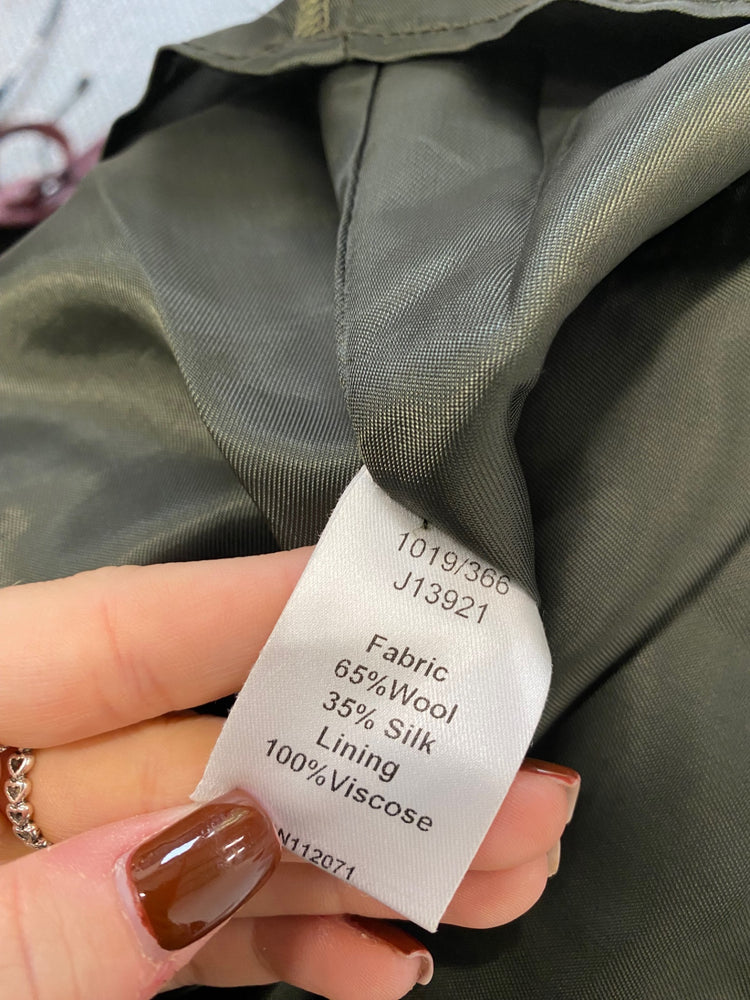 1019/366
J13921
Fabric
65%Wool
35% Silk
Lining
100%Viscose
N112071